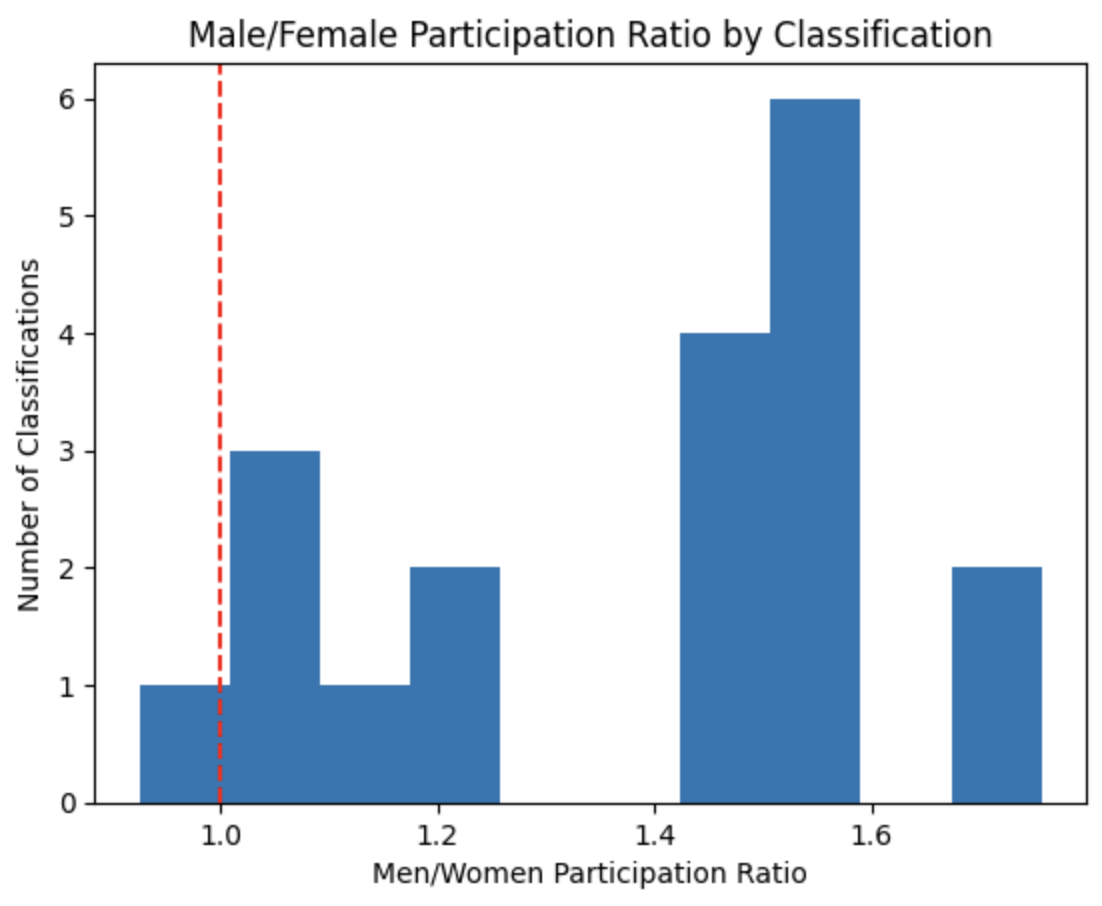 Male/Female Participation Ratio by Classification
Number of Classifications
6
5
4
3
2
1
0
1.0 1.2 1.4 1.6
Men/Women Participation Ratio